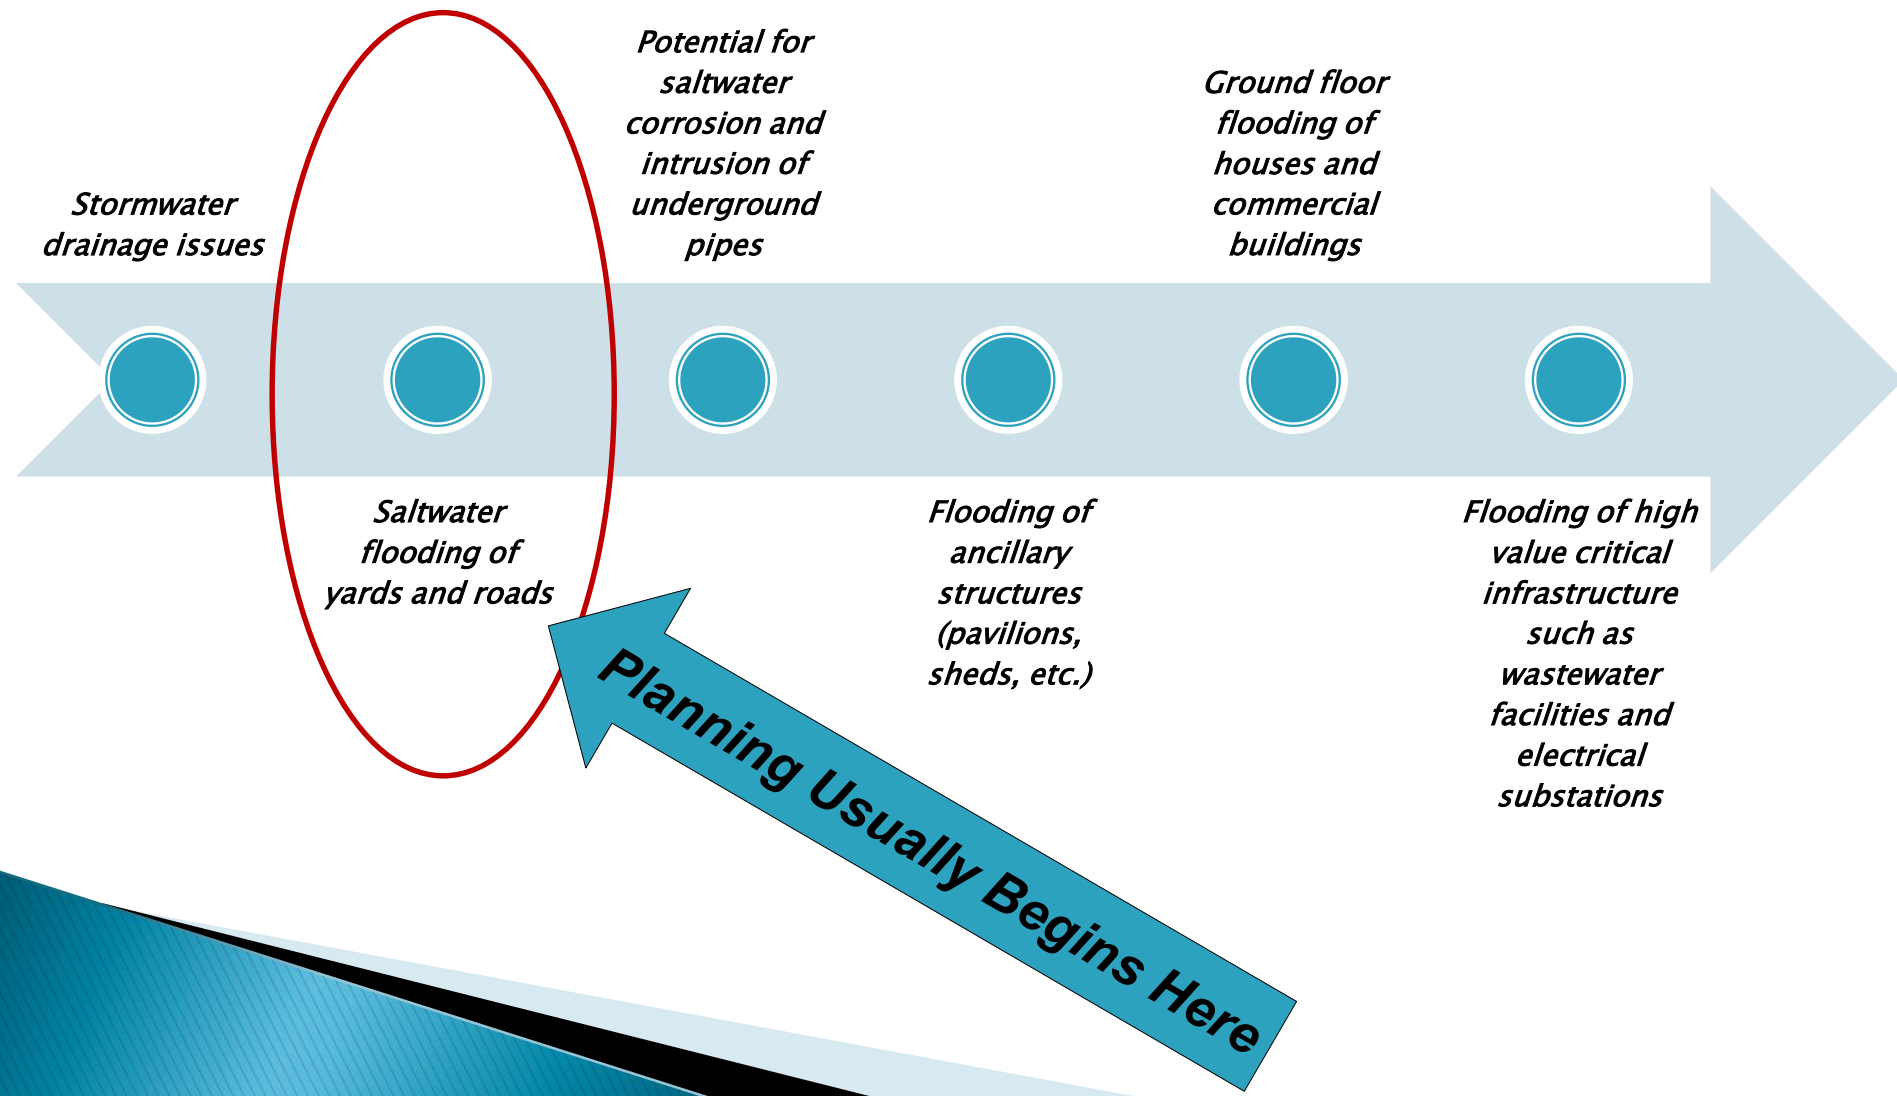 Stormwater
drainage issues
Saltwater
flooding of
yards and roads
Potential for
saltwater
corrosion and
intrusion of
underground
pipes
Flooding of
ancillary
structures
(pavilions,
sheds, etc.)
Ground floor
flooding of
houses and
commercial
buildings
Flooding of high
value critical
infrastructure
such as
wastewater
facilities and
electrical
substations
Planning Usually Begins Here